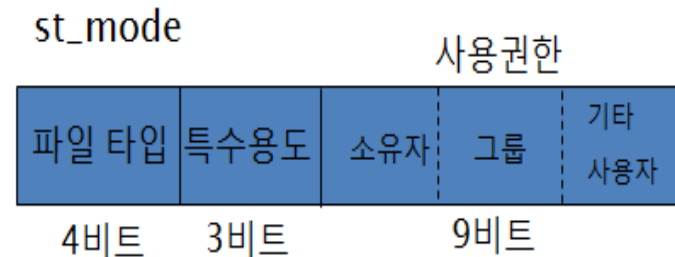 st_mode
사용권한
파일 타입 특수용도 소유자 그룹 기타
사용자
4비트 3비트 9비트